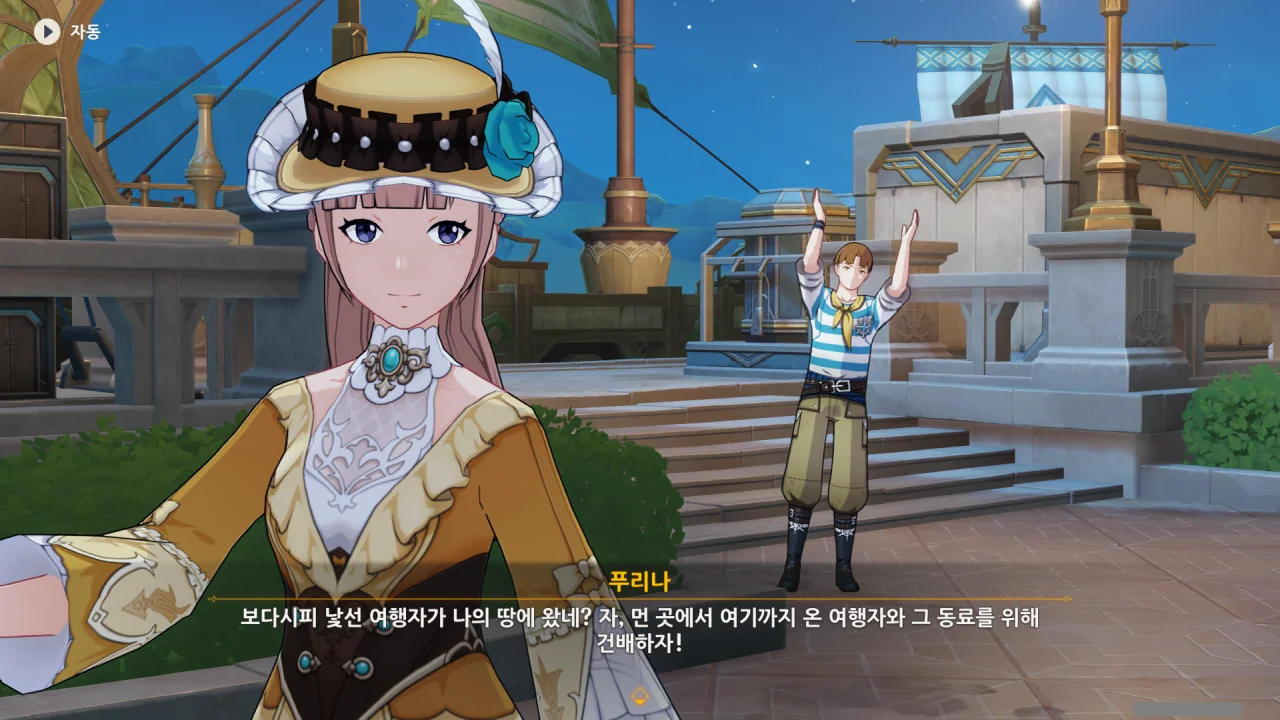 자동
푸리나
보다시피 낯선 여행자가 나의 땅에 왔네? 자, 먼 곳에서 여기까지 온 여행자와 그 동료를 위해
건배하자!